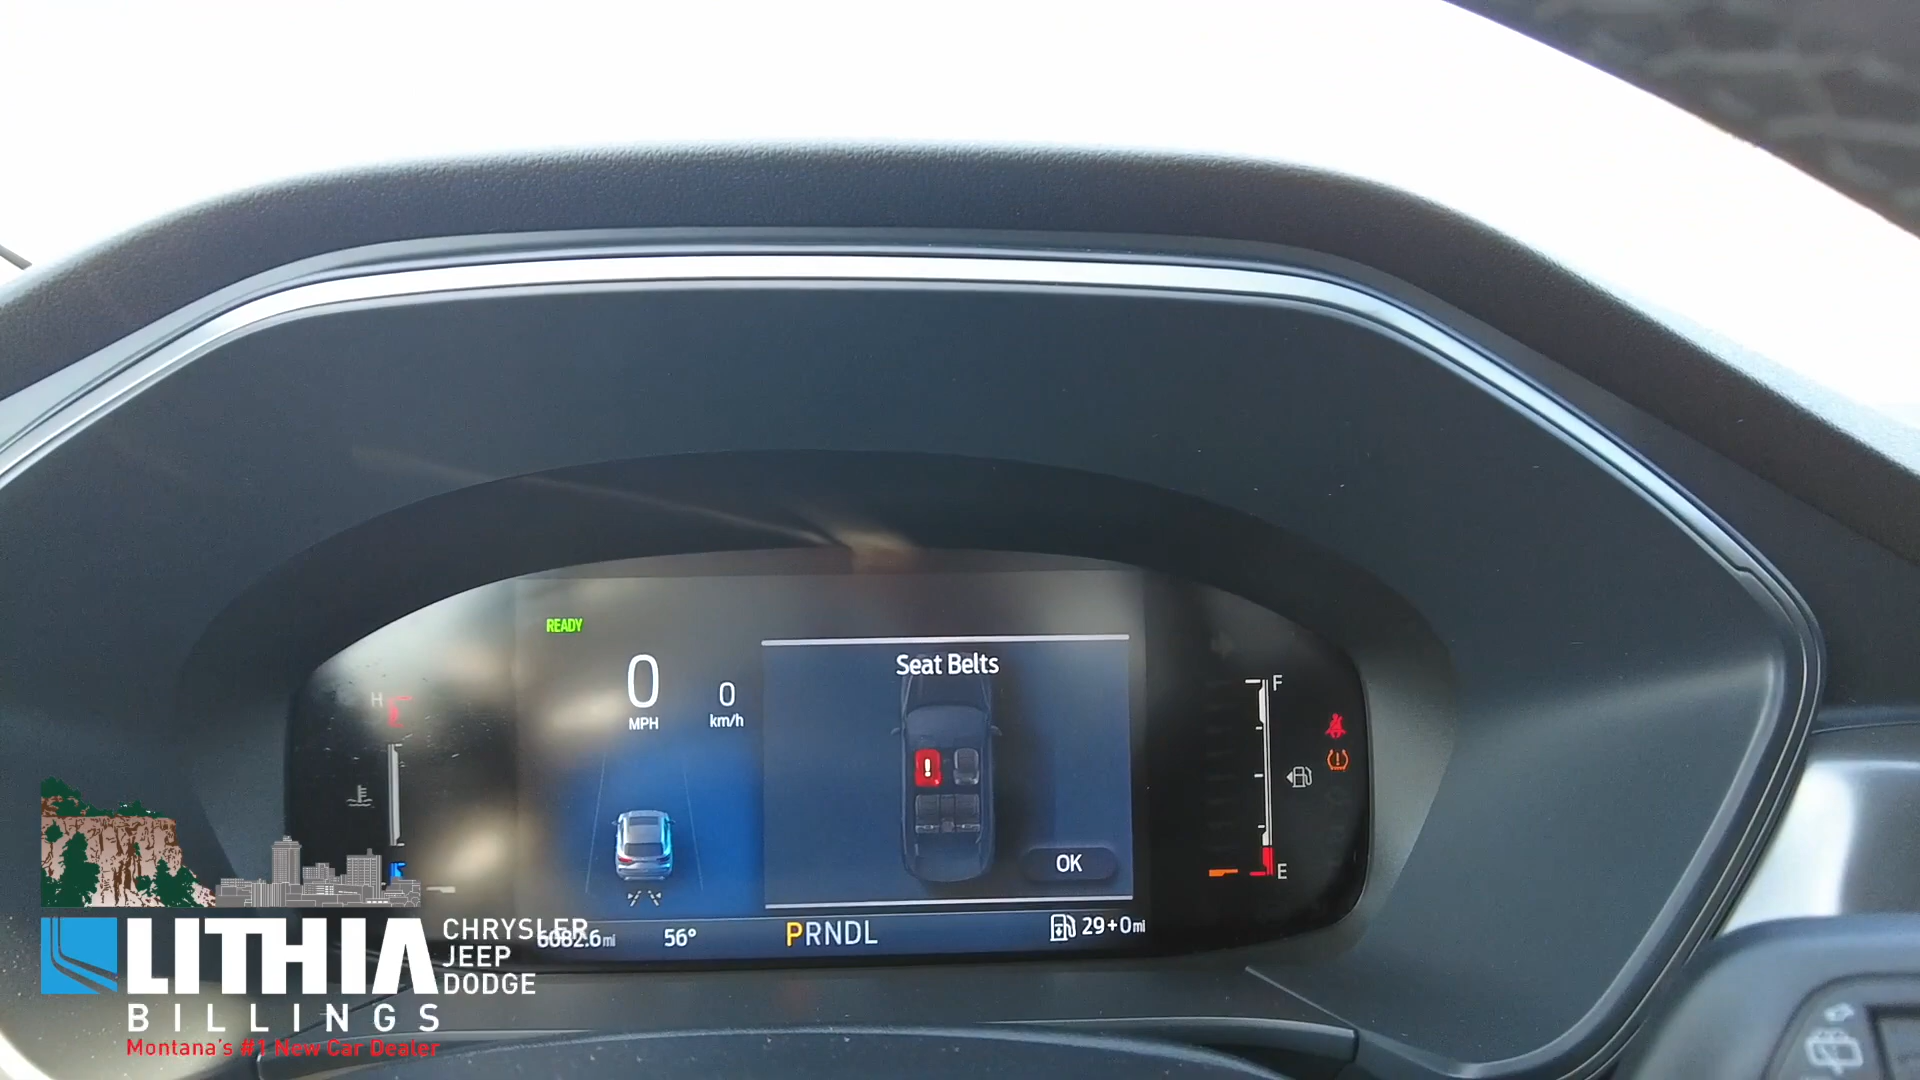 READY
0
MPH
0
km/h
Seat Belts
!
OK
H
F
E
6082.6mi
56°
PRNDL
29+0mi
LITHIA
CHRYSLER
JEEP
DODGE
BILLINGS
Montana's #1 New Car Dealer